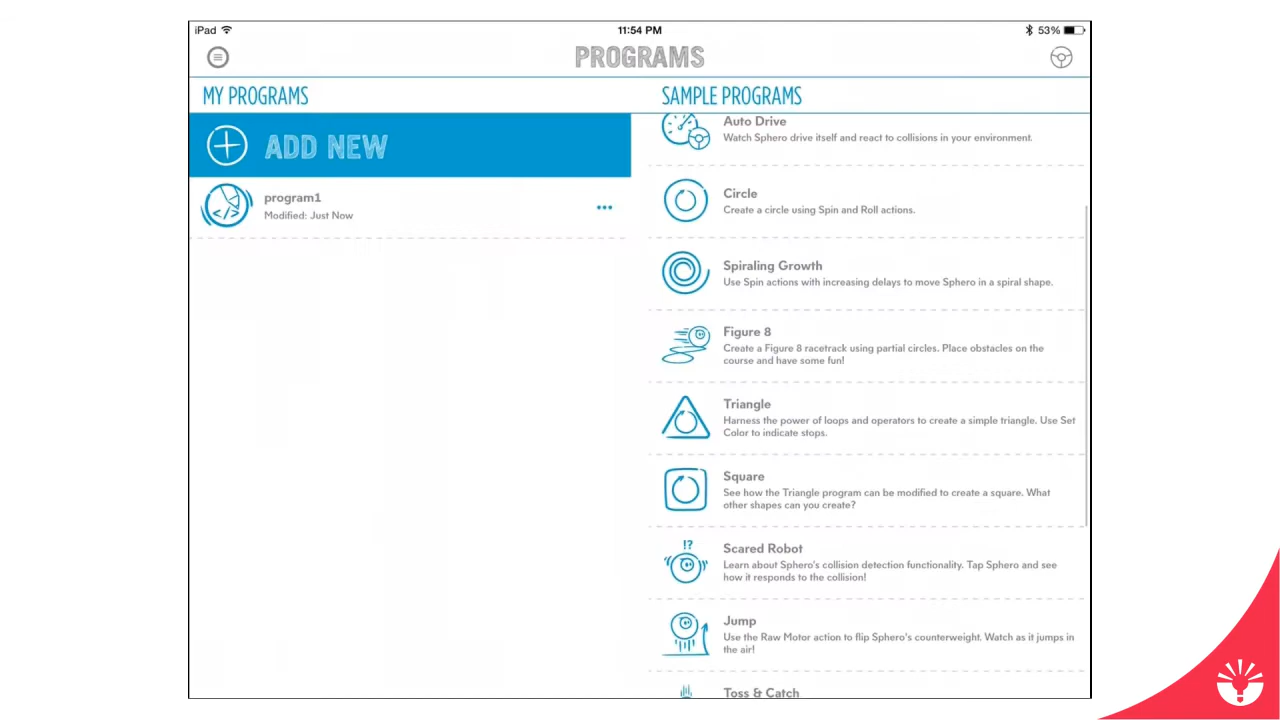 iPad
11:54 PM
53%
PROGRAMS
MY PROGRAMS
SAMPLE PROGRAMS
ADD NEW
program1
Modified: Just Now
Auto Drive
Watch Sphero drive itself and react to collisions in your environment.
Circle
Create a circle using Spin and Roll actions.
Spiraling Growth
Use Spin actions with increasing delays to move Sphero in a spiral shape.
Figure 8
Create a Figure 8 racetrack using partial circles. Place obstacles on the
course and have some fun!
Triangle
Harness the power of loops and operators to create a simple triangle. Use Set
Color to indicate stops.
Square
See how the Triangle program can be modified to create a square. What
other shapes can you create?
!?
Scared Robot
Learn about Sphero's collision detection functionality. Tap Sphero and see
how it responds to the collision!
Jump
Use the Raw Motor action to flip Sphero's counterweight. Watch as it jumps in
the air!
Toss & Catch